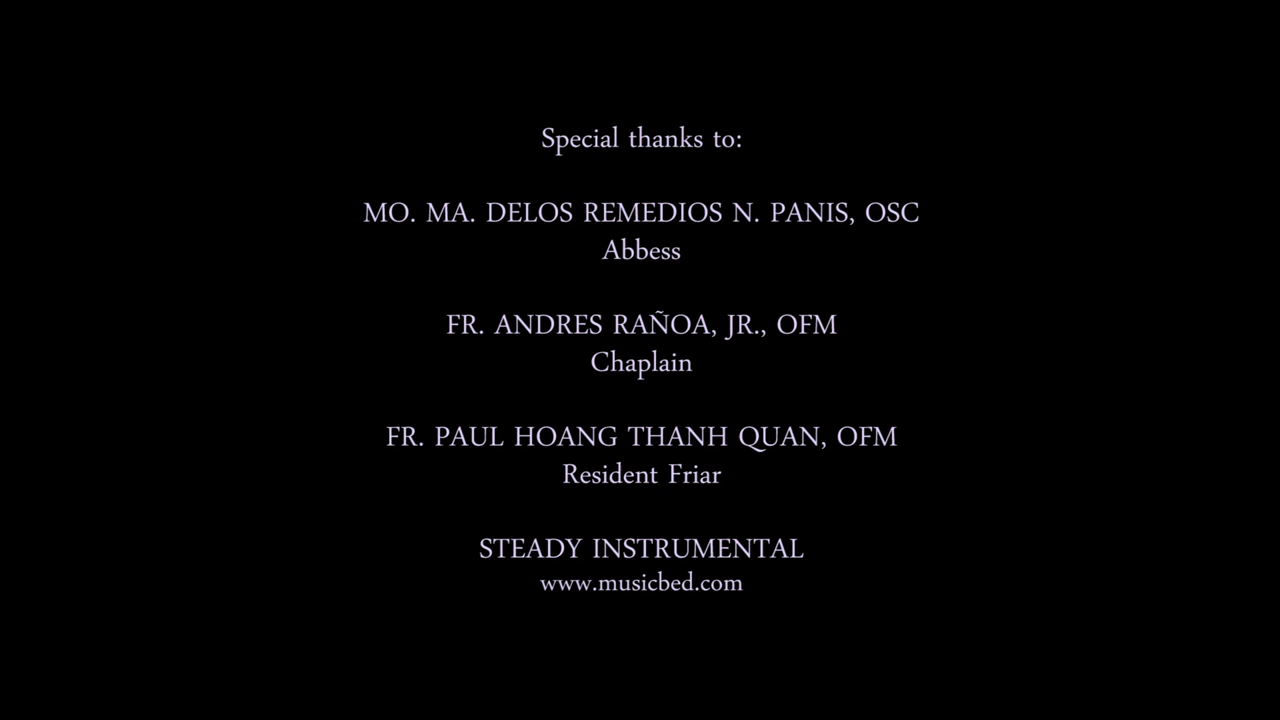 Special thanks to:
MO. MA. DELOS REMEDIOS N. PANIS, OSC
Abbess
FR. ANDRES RAÑOA, JR., OFM
Chaplain
FR. PAUL HOANG THANH QUAN, OFM
Resident Friar
STEADY INSTRUMENTAL
www.musicbed.com